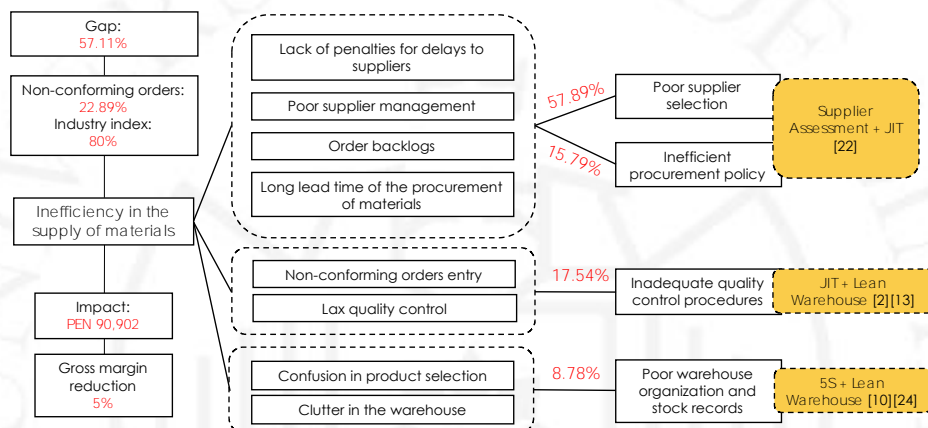 Gap:
57.11%
Non-conforming orders:
22.89%
Industry index:
80%
Inefficiency in the
supply of materials
Impact:
PEN 90,902
Gross margin
reduction
5%
Lack of penalties for delays to
suppliers
Poor supplier management
Order backlogs
Long lead time of the procurement
of materials
Non-conforming orders entry
Lax quality control
Confusion in product selection
Clutter in the warehouse
57.89%
15.79%
17.54%
8.78%
Poor supplier
selection
Inefficient
procurement policy
Inadequate quality
control procedures
Poor warehouse
organization and
stock records
Supplier
Assessment + JIT
[22]
JIT + Lean
Warehouse [2][13]
5S + Lean
Warehouse [10][24]